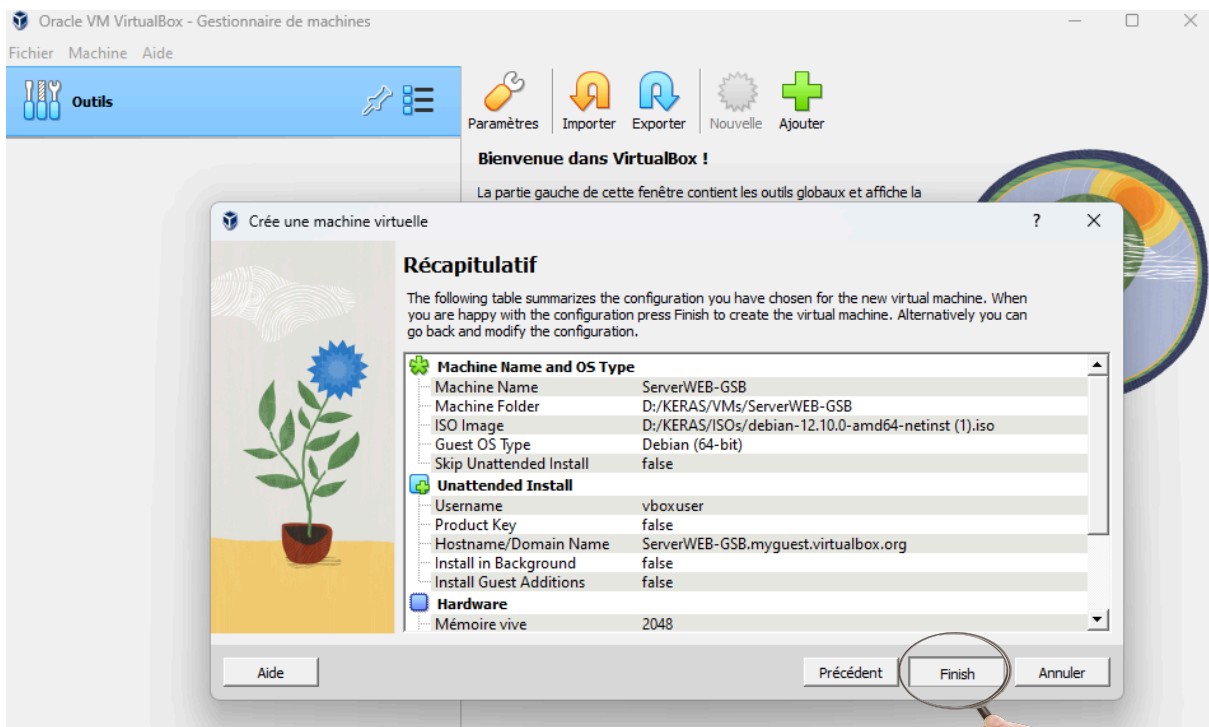 Oracle VM VirtualBox - Gestionnaire de machines
Fichier Machine Aide
Outils
Paramètres Importer Exporter Nouvelle Ajouter
Bienvenue dans VirtualBox !
La partie gauche de cette fenêtre contient les outils globaux et affiche la
Crée une machine virtuelle ?
Récapitulatif
The following table summarizes the configuration you have chosen for the new virtual machine. When
you are happy with the configuration press Finish to create the virtual machine. Alternatively you can
go back and modify the configuration.
Machine Name and OS Type
Machine Name ServerWEB-GSB
Machine Folder D:/KERAS/VMs/ServerWEB-GSB
ISO Image D:/KERAS/ISOs/debian-12.10.0-amd64-netinst (1).iso
Guest OS Type Debian (64-bit)
Skip Unattended Install false
Unattended Install
Username vboxuser
Product Key false
Hostname/Domain Name ServerWEB-GSB.myguest.virtualbox.org
Install in Background false
Install Guest Additions false
Hardware
Mémoire vive 2048
Aide Précédent Finish Annuler